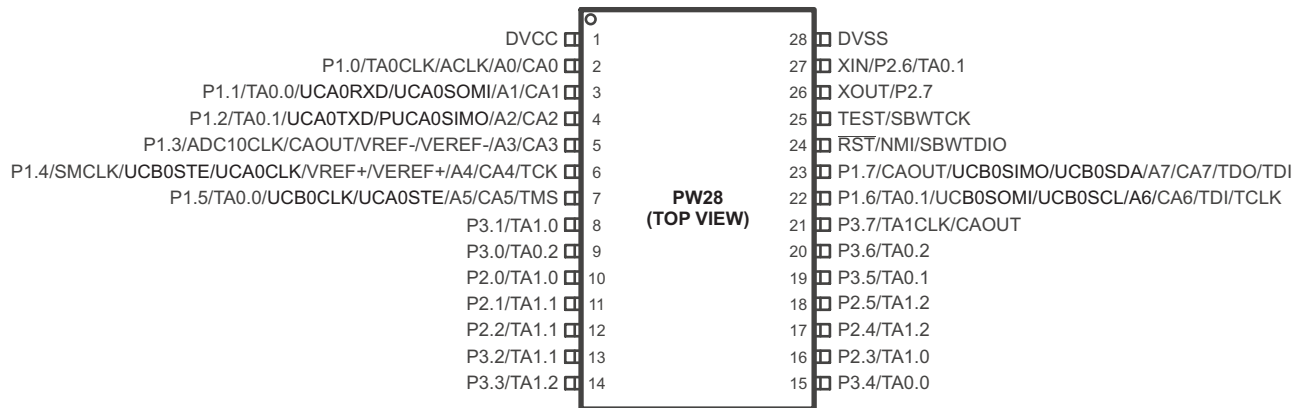 DVCC 1 28 DVSS
P1.0/TA0CLK/ACLK/A0/CA0 2 27 XIN/P2.6/TA0.1
P1.1/TA0.0/UCA0RXD/UCA0SOMI/A1/CA1 3 26 XOUT/P2.7
P1.2/TA0.1/UCA0TXD/PUCA0SIMO/A2/CA2 4 25 TEST/SBWTCK
P1.3/ADC10CLK/CAOUT/VREF-/VEREF-/A3/CA3 5 24 RST/NMI/SBWTDIO
P1.4/SMCLK/UCB0STE/UCA0CLK/VREF+/VEREF+/A4/CA4/TCK 6 23 P1.7/CAOUT/UCB0SIMO/UCB0SDA/A7/CA7/TDO/TDI
P1.5/TA0.0/UCB0CLK/UCA0STE/A5/CA5/TMS 7 PW28 22 P1.6/TA0.1/UCB0SOMI/UCB0SCL/A6/CA6/TDI/TCLK
P3.1/TA1.0 8 (TOP VIEW) 21 P3.7/TA1CLK/CAOUT
P3.0/TA0.2 9 20 P3.6/TA0.2
P2.0/TA1.0 10 19 P3.5/TA0.1
P2.1/TA1.1 11 18 P2.5/TA1.2
P2.2/TA1.1 12 17 P2.4/TA1.2
P3.2/TA1.1 13 16 P2.3/TA1.0
P3.3/TA1.2 14 15 P3.4/TA0.0